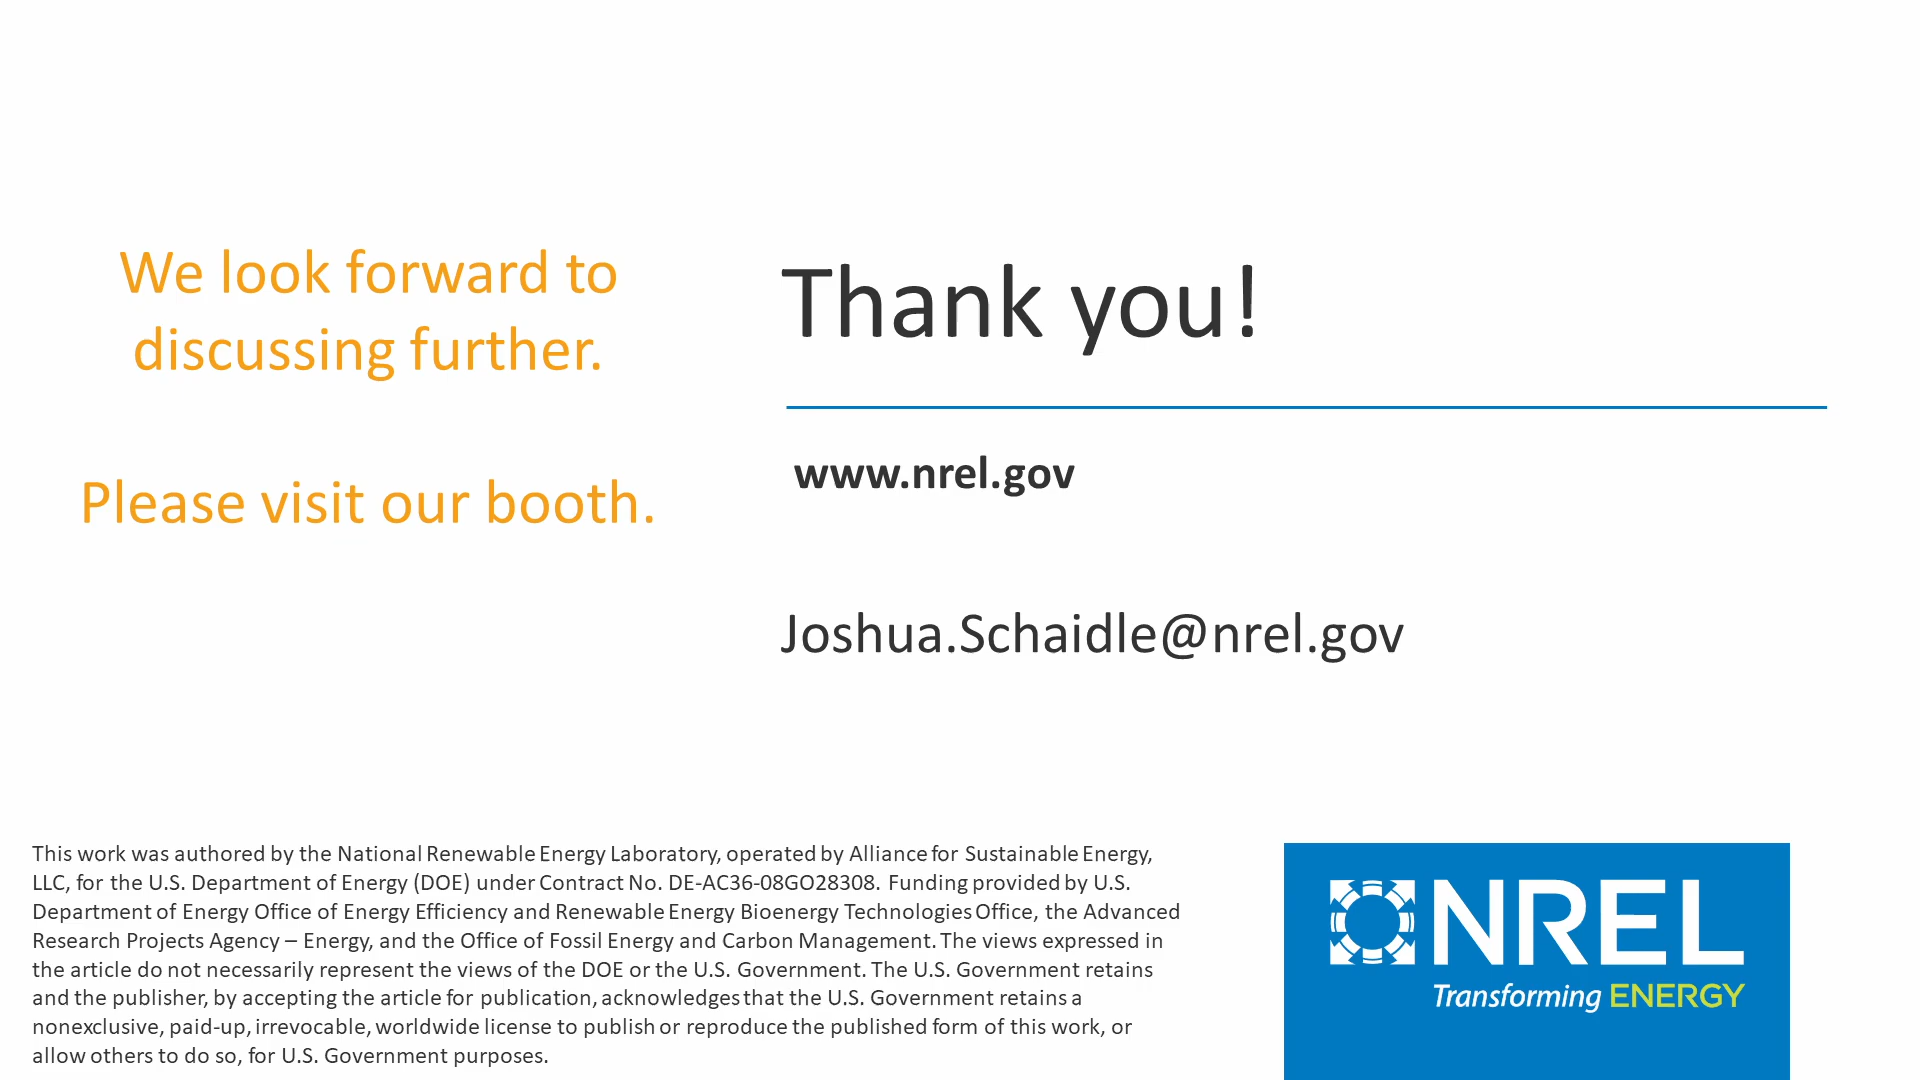 We look forward to
discussing further.
Please visit our booth.
Thank you!
www.nrel.gov
Joshua.Schaidle@nrel.gov
This work was authored by the National Renewable Energy Laboratory, operated by Alliance for Sustainable Energy,
LLC, for the U.S. Department of Energy (DOE) under Contract No. DE-AC36-08GO28308. Funding provided by U.S.
Department of Energy Office of Energy Efficiency and Renewable Energy Bioenergy Technologies Office, the Advanced
Research Projects Agency – Energy, and the Office of Fossil Energy and Carbon Management. The views expressed in
the article do not necessarily represent the views of the DOE or the U.S. Government. The U.S. Government retains
and the publisher, by accepting the article for publication, acknowledges that the U.S. Government retains a
nonexclusive, paid-up, irrevocable, worldwide license to publish or reproduce the published form of this work, or
allow others to do so, for U.S. Government purposes.
NREL
Transforming ENERGY